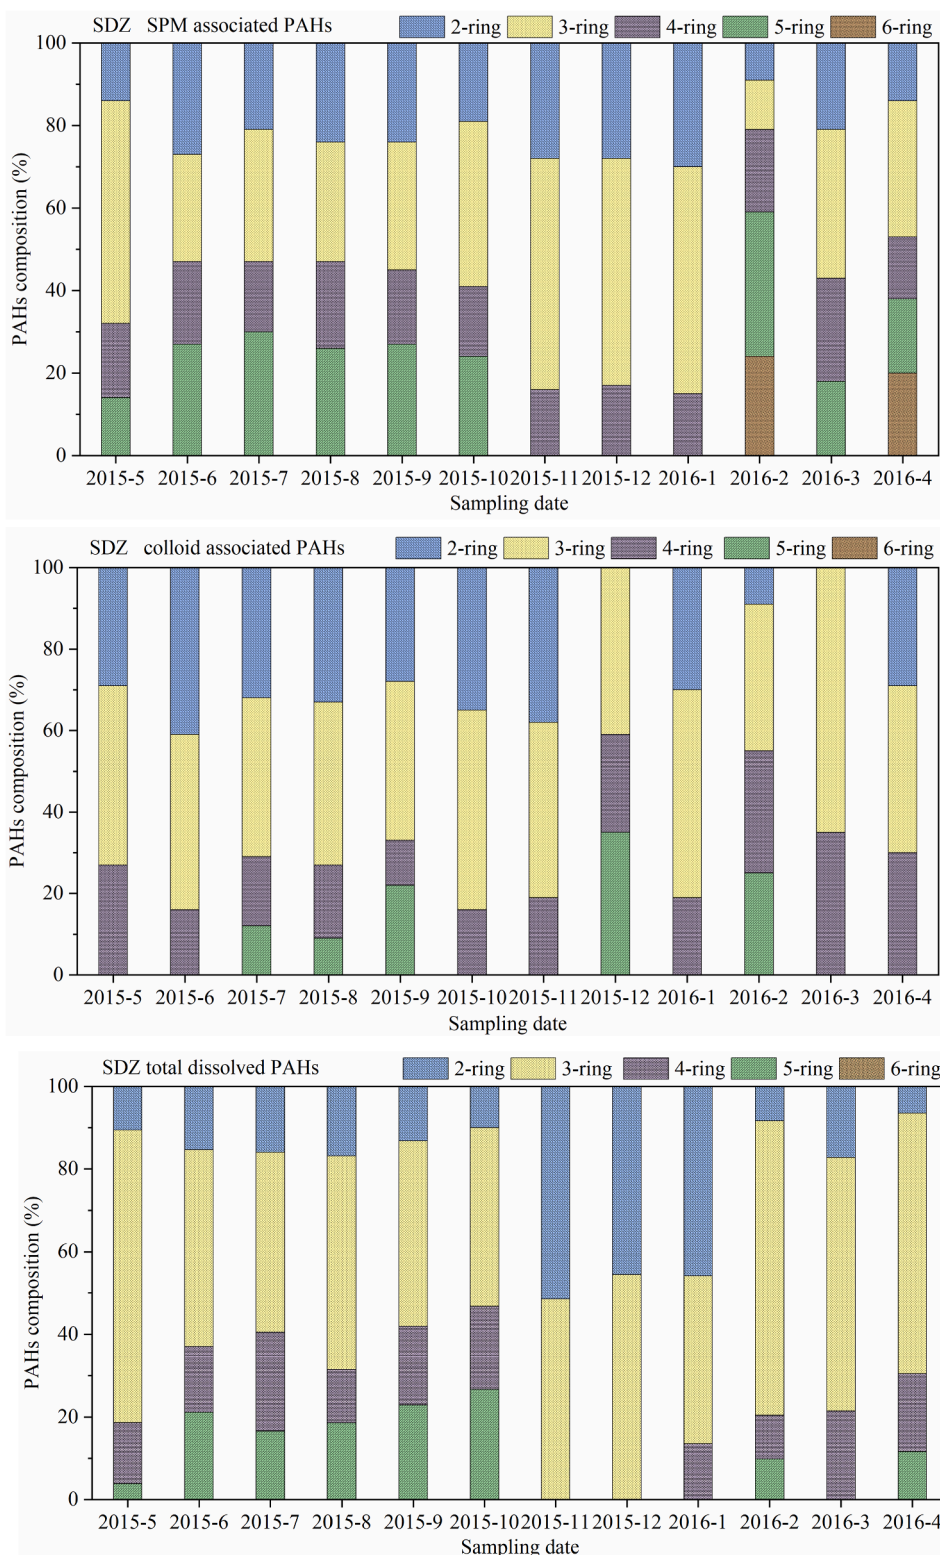 SDZ SPM associated PAHs 2-ring 3-ring 4-ring 5-ring 6-ring
100
80
60
40
20
0
PAHs composition (%)
2015-5 2015-6 2015-7 2015-8 2015-9 2015-10 2015-11 2015-12 2016-1 2016-2 2016-3 2016-4
Sampling date
SDZ colloid associated PAHs 2-ring 3-ring 4-ring 5-ring 6-ring
100
80
60
40
20
0
PAHs composition (%)
2015-5 2015-6 2015-7 2015-8 2015-9 2015-10 2015-11 2015-12 2016-1 2016-2 2016-3 2016-4
Sampling date
SDZ total dissolved PAHs 2-ring 3-ring 4-ring 5-ring 6-ring
100
80
60
40
20
0
PAHs composition (%)
2015-5 2015-6 2015-7 2015-8 2015-9 2015-10 2015-11 2015-12 2016-1 2016-2 2016-3 2016-4
Sampling date